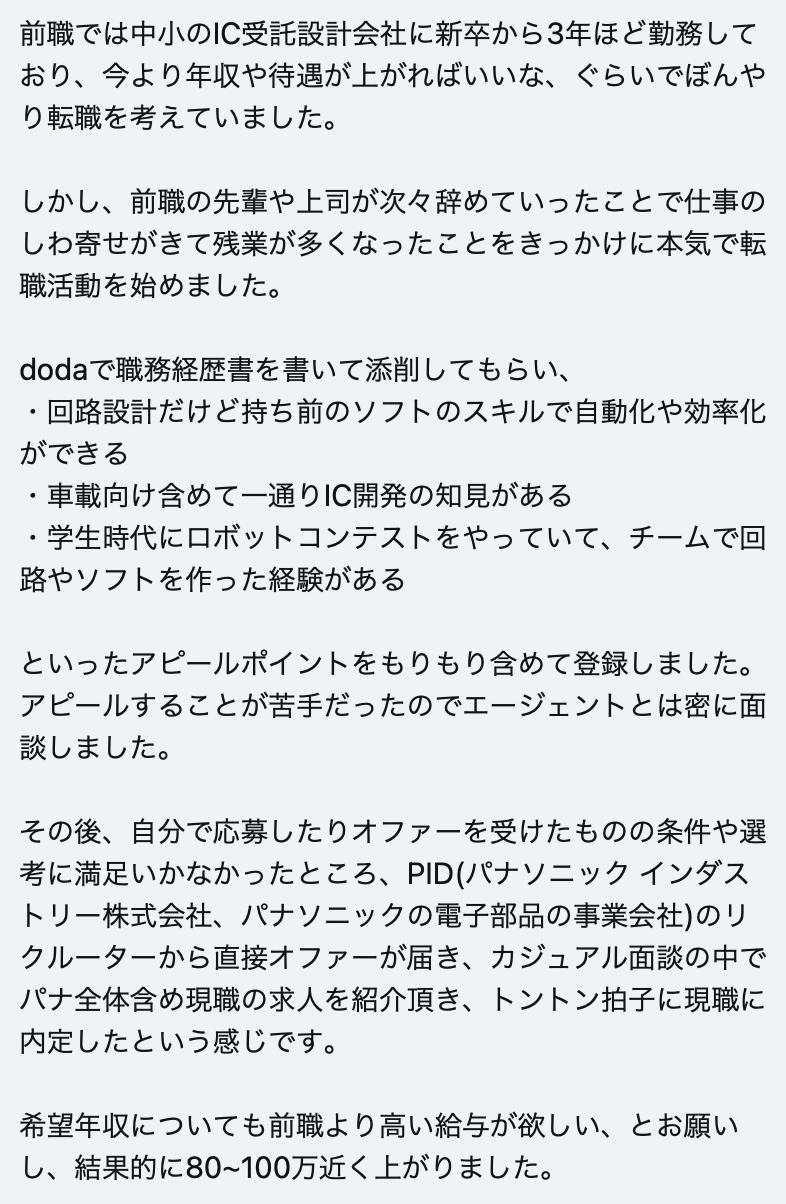 前職では中小のIC受託設計会社に新卒から3年ほど勤務して
おり、今より年収や待遇が上がればいいな、ぐらいでぼんや
り転職を考えていました。
しかし、前職の先輩や上司が次々辞めていったことで仕事の
しわ寄せがきて残業が多くなったことをきっかけに本気で転
職活動を始めました。
dodaで職務経歴書を書いて添削してもらい、
・回路設計だけど持ち前のソフトのスキルで自動化や効率化
ができる
・車載向け含めて一通りIC開発の知見がある
・学生時代にロボットコンテストをやっていて、チームで回
路やソフトを作った経験がある
といったアピールポイントをもりもり含めて登録しました。
アピールすることが苦手だったのでエージェントとは密に面
談しました。
その後、自分で応募したりオファーを受けたものの条件や選
考に満足いかなかったところ、PID(パナソニック インダス
トリー株式会社、パナソニックの電子部品の事業会社)のリ
クルーターから直接オファーが届き、カジュアル面談の中で
パナ全体含め現職の求人を紹介頂き、トントン拍子に現職に
内定したという感じです。
希望年収についても前職より高い給与が欲しい、とお願い
し、結果的に80~100万近く上がりました。